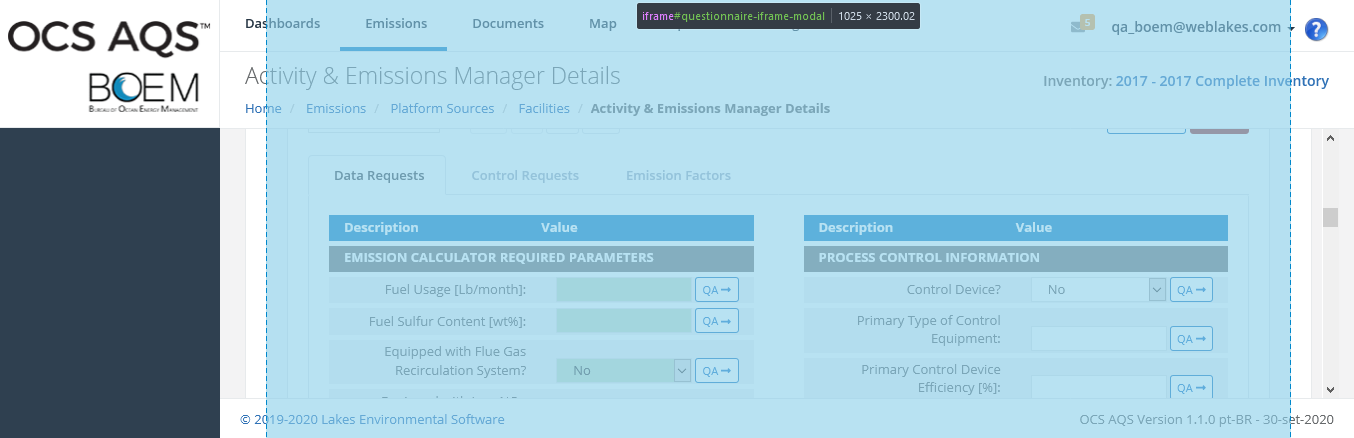 OCS AQS™
BOEM
BUREAU OF OCEAN ENERGY MANAGEMENT
Dashboards Emissions Documents Map
iframe#questionnaire-iframe-modal 1025 × 2300.02
5 qa_boem@weblakes.com ?
Activity & Emissions Manager Details
Inventory: 2017 - 2017 Complete Inventory
Home / Emissions / Platform Sources / Facilities / Activity & Emissions Manager Details
Data Requests Control Requests Emission Factors
Description Value Description Value
EMISSION CALCULATOR REQUIRED PARAMETERS PROCESS CONTROL INFORMATION
Fuel Usage [Lb/month]: QA Control Device? No QA
Fuel Sulfur Content [wt%]: QA
Primary Type of Control
Equipment: QA
Equipped with Flue Gas
Recirculation System? No QA
Primary Control Device
Efficiency [%]: QA
© 2019-2020 Lakes Environmental Software OCS AQS Version 1.1.0 pt-BR - 30-set-2020